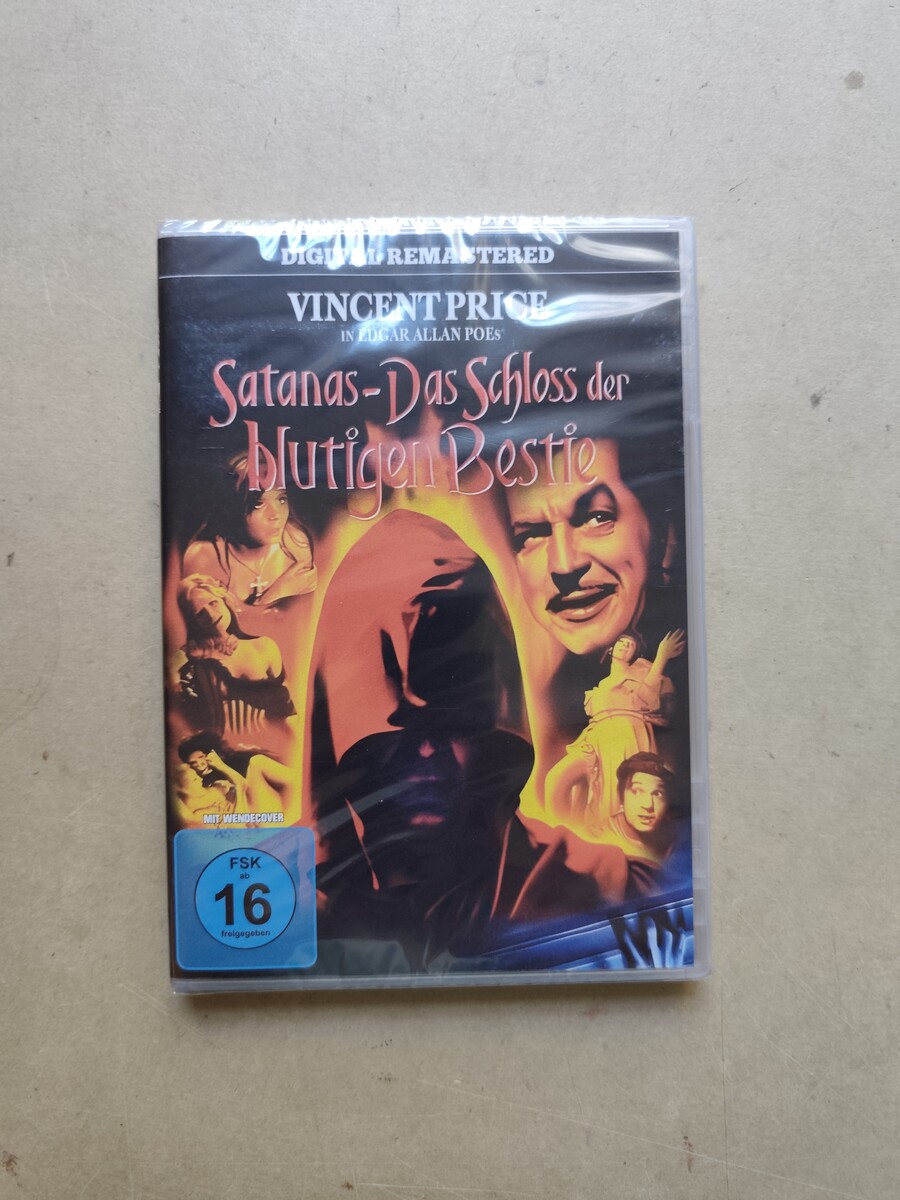 DIGITAL REMASTERED
VINCENT PRICE
IN EDGAR ALLAN POEs
Satanas - Das Schloss der
blutigen Bestie
MIT WENDECOVER
FSK
ab
16
freigegeben